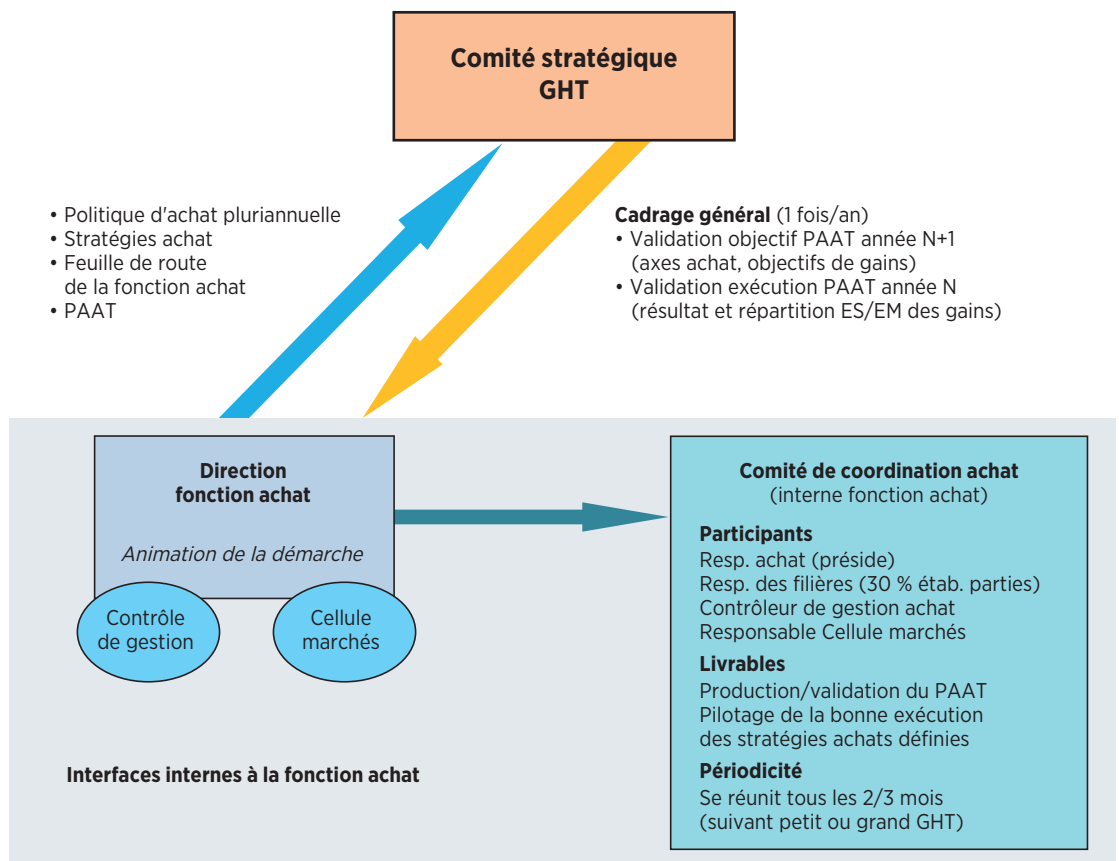 Comité stratégique
GHT
• Politique d'achat pluriannuelle
• Stratégies achat
• Feuille de route
de la fonction achat
• PAAT
Cadrage général (1 fois/an)
• Validation objectif PAAT année N+1
(axes achat, objectifs de gains)
• Validation exécution PAAT année N
(résultat et répartition ES/EM des gains)
Direction
fonction achat
Animation de la démarche
Contrôle
de gestion
Cellule
marchés
Interfaces internes à la fonction achat
Comité de coordination achat
(interne fonction achat)
Participants
Resp. achat (préside)
Resp. des filières (30 % étab. parties)
Contrôleur de gestion achat
Responsable Cellule marchés
Livrables
Production/validation du PAAT
Pilotage de la bonne exécution
des stratégies achats définies
Périodicité
Se réunit tous les 2/3 mois
(suivant petit ou grand GHT)